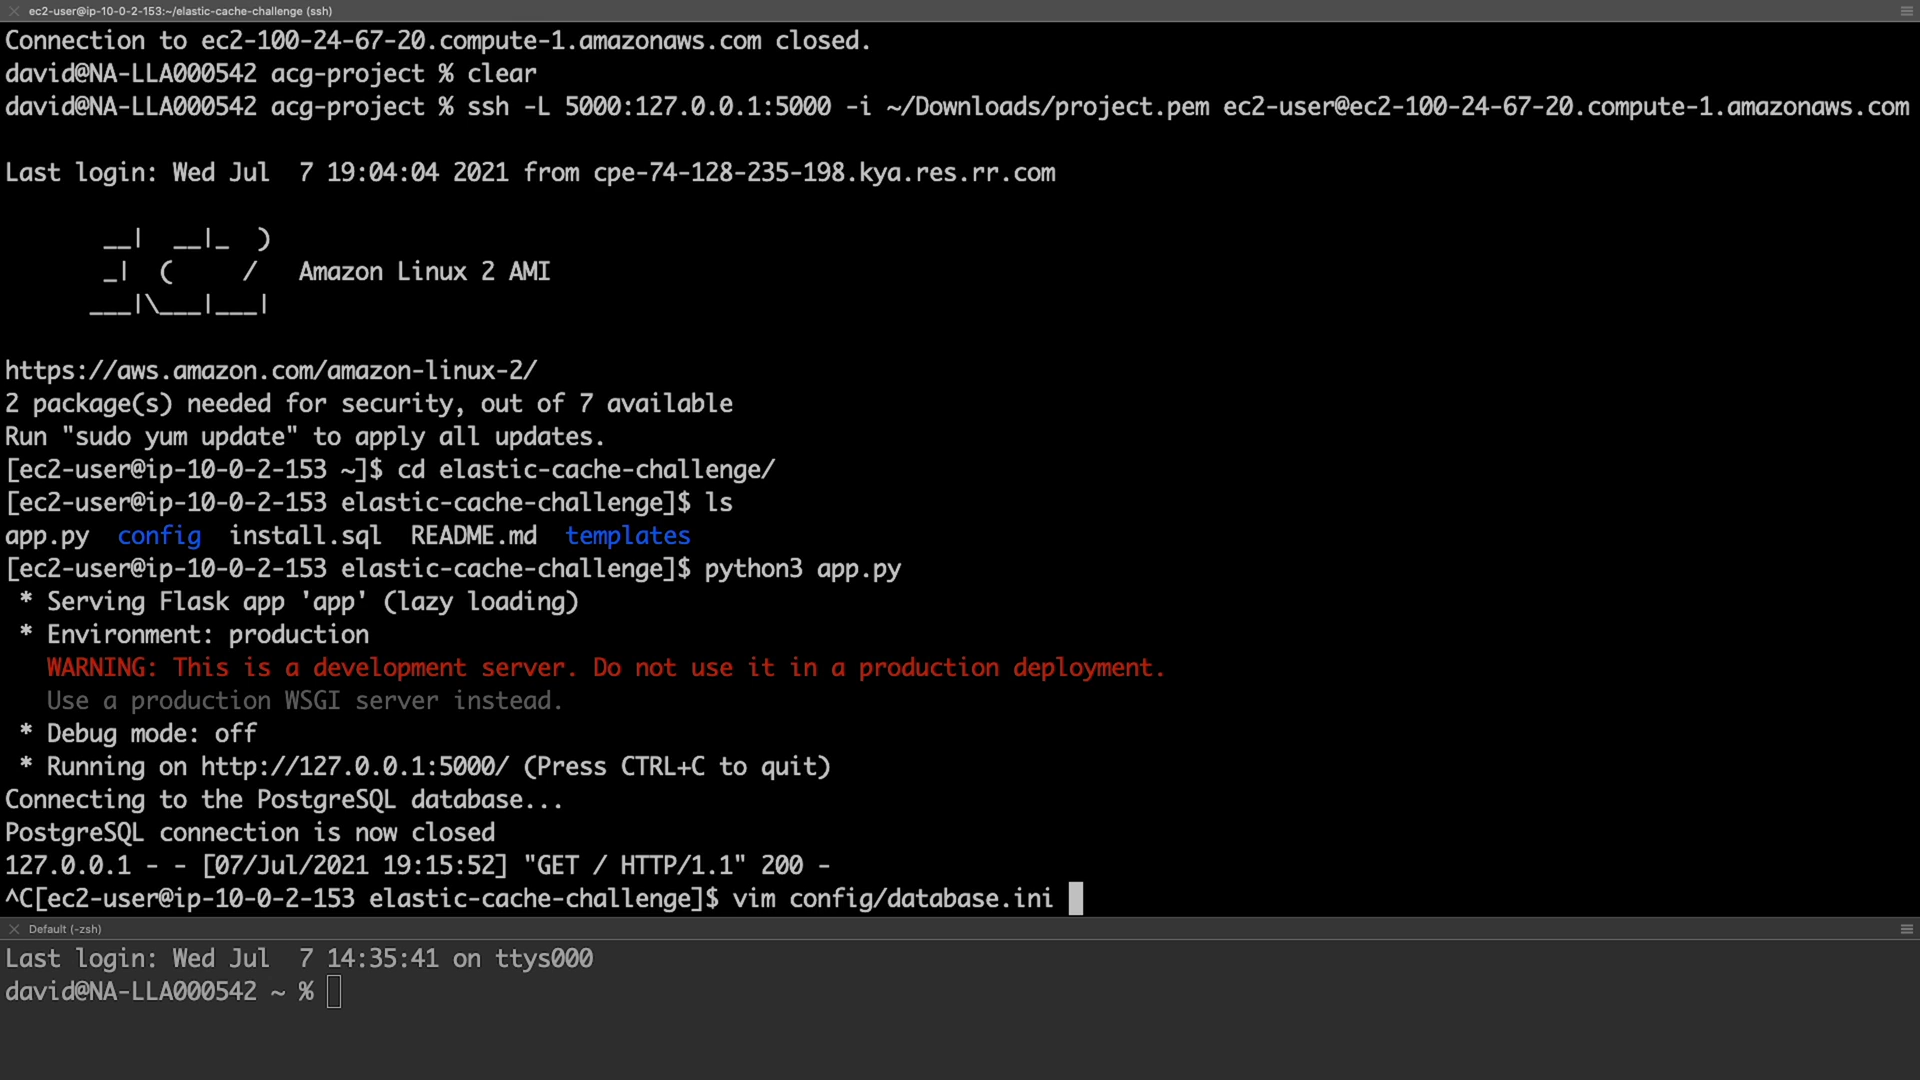 ec2-user@ip-10-0-2-153:~/elastic-cache-challenge (ssh)
Connection to ec2-100-24-67-20.compute-1.amazonaws.com closed.
david@NA-LLA000542 acg-project % clear
david@NA-LLA000542 acg-project % ssh -L 5000:127.0.0.1:5000 -i ~/Downloads/project.pem ec2-user@ec2-100-24-67-20.compute-1.amazonaws.com
Last login: Wed Jul  7 19:04:04 2021 from cpe-74-128-235-198.kya.res.rr.com
       __|  __|_  )
       _|  (     /   Amazon Linux 2 AMI
      ___|\___|___|
https://aws.amazon.com/amazon-linux-2/
2 package(s) needed for security, out of 7 available
Run "sudo yum update" to apply all updates.
[ec2-user@ip-10-0-2-153 ~]$ cd elastic-cache-challenge/
[ec2-user@ip-10-0-2-153 elastic-cache-challenge]$ ls
app.py  config  install.sql  README.md  templates
[ec2-user@ip-10-0-2-153 elastic-cache-challenge]$ python3 app.py
 * Serving Flask app 'app' (lazy loading)
 * Environment: production
   WARNING: This is a development server. Do not use it in a production deployment.
   Use a production WSGI server instead.
 * Debug mode: off
 * Running on http://127.0.0.1:5000/ (Press CTRL+C to quit)
Connecting to the PostgreSQL database...
PostgreSQL connection is now closed
127.0.0.1 - - [07/Jul/2021 19:15:52] "GET / HTTP/1.1" 200 -
^C[ec2-user@ip-10-0-2-153 elastic-cache-challenge]$ vim config/database.ini
Default (-zsh)
Last login: Wed Jul  7 14:35:41 on ttys000
david@NA-LLA000542 ~ %